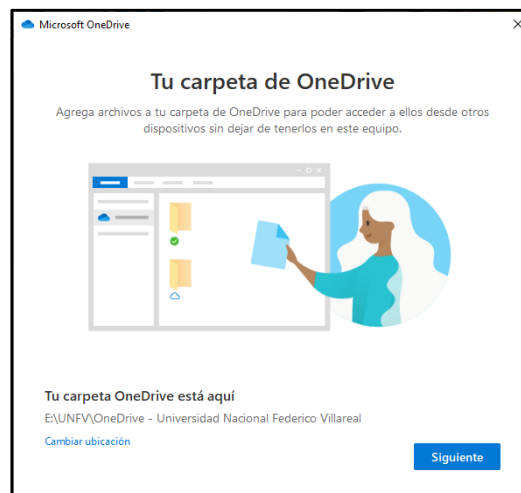 Microsoft OneDrive
Tu carpeta de OneDrive
Agrega archivos a tu carpeta de OneDrive para poder acceder a ellos desde otros
dispositivos sin dejar de tenerlos en este equipo.
Tu carpeta OneDrive está aquí
E:\UNFV\OneDrive - Universidad Nacional Federico Villareal
Cambiar ubicación
Siguiente